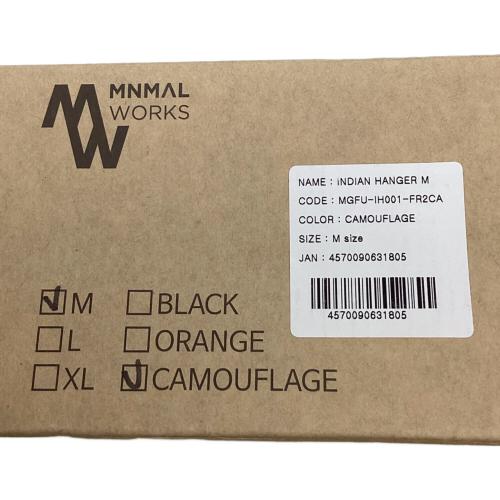 MNMAL
WORKS
MW
NAME : INDIAN HANGER M
CODE : MGFU-IH001-FR2CA
COLOR : CAMOUFLAGE
SIZE : M size
JAN : 4570090631805
4570090631805
M BLACK
L ORANGE
XL CAMOUFLAGE